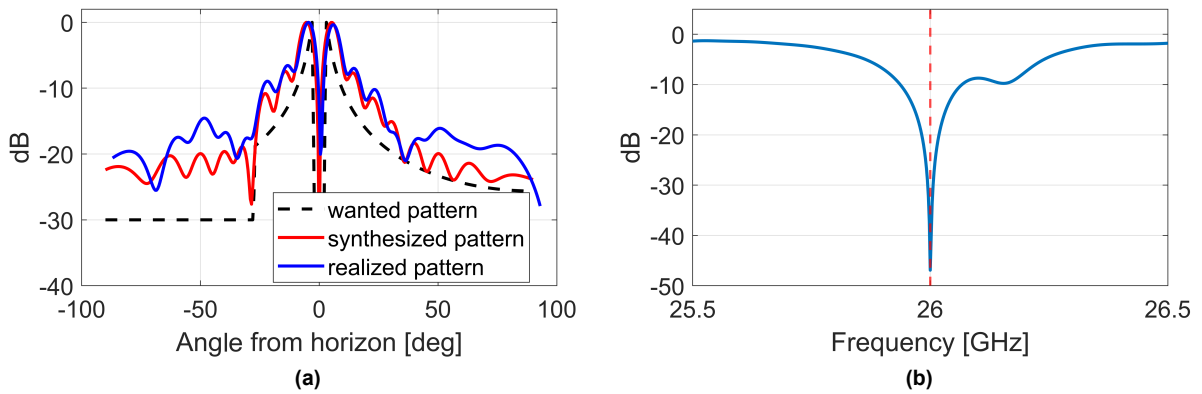 0
-10
-20
-30
-40
dB
-100
-50
0
50
100
Angle from horizon [deg]
wanted pattern
synthesized pattern
realized pattern
(a)
0
-10
-20
-30
-40
-50
dB
25.5
26
26.5
Frequency [GHz]
(b)